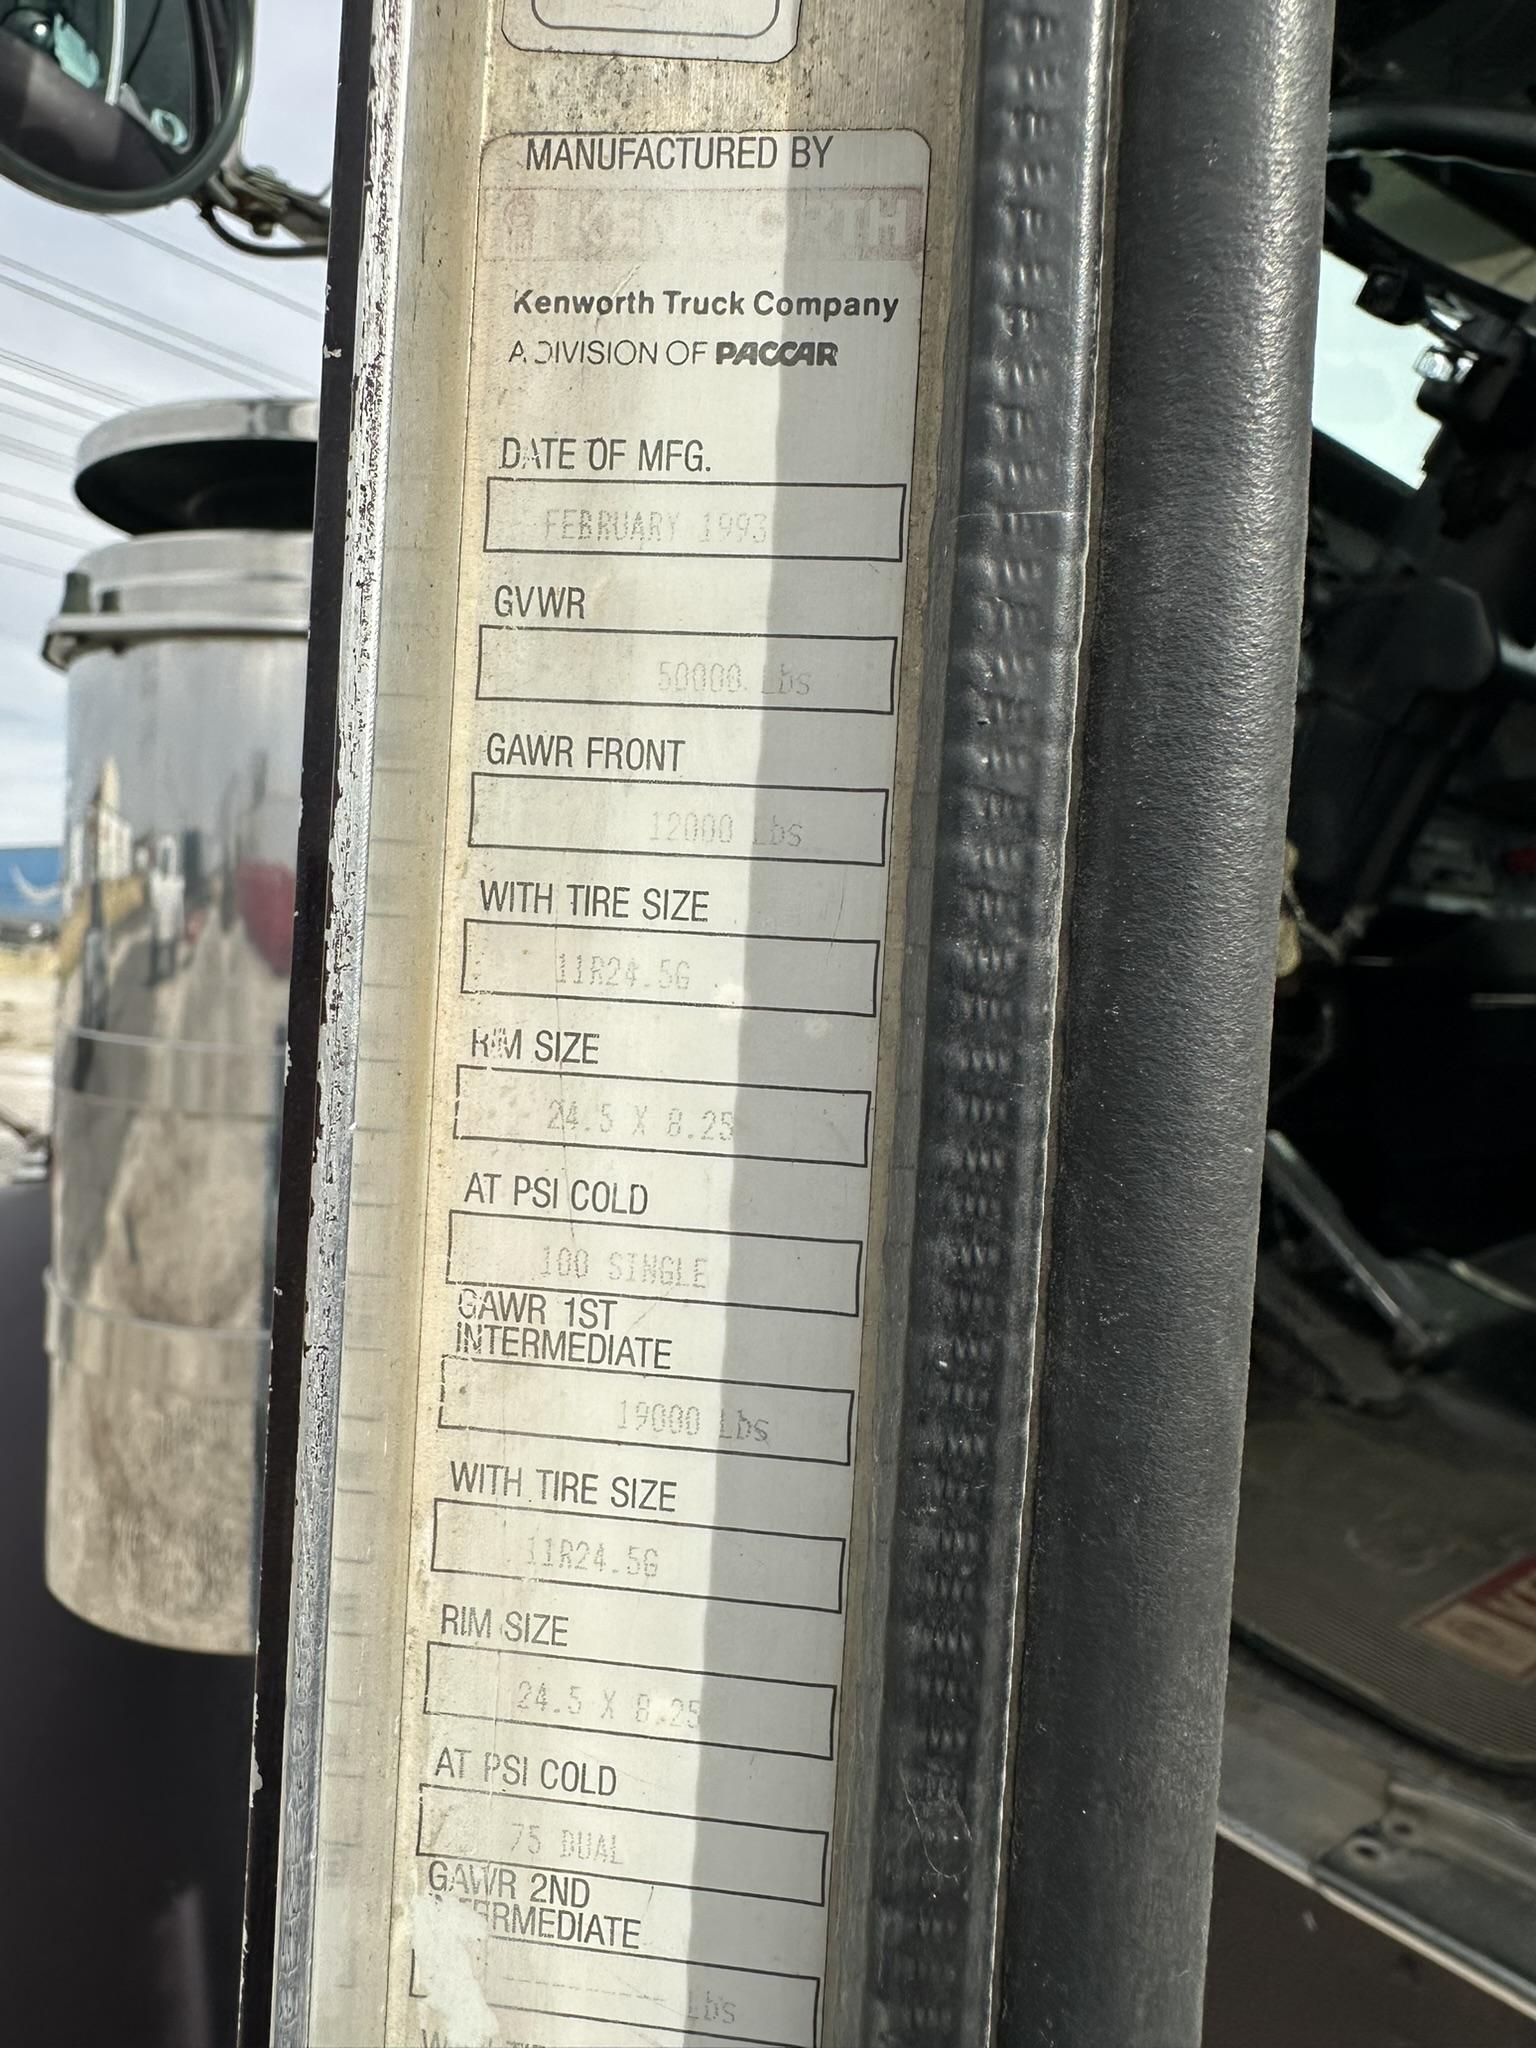 MANUFACTURED BY
KENWORTH
Kenworth Truck Company
A DIVISION OF PACCAR
DATE OF MFG.
FEBRUARY 1993
GVWR
50000 Lbs
GAWR FRONT
12000 Lbs
WITH TIRE SIZE
11R24.5G
RIM SIZE
24.5 X 8.25
AT PSI COLD
100 SINGLE
GAWR 1ST
INTERMEDIATE
19000 Lbs
WITH TIRE SIZE
11R24.5G
RIM SIZE
24.5 X 8.25
AT PSI COLD
75 DUAL
GAWR 2ND
INTERMEDIATE
---------------- Lbs